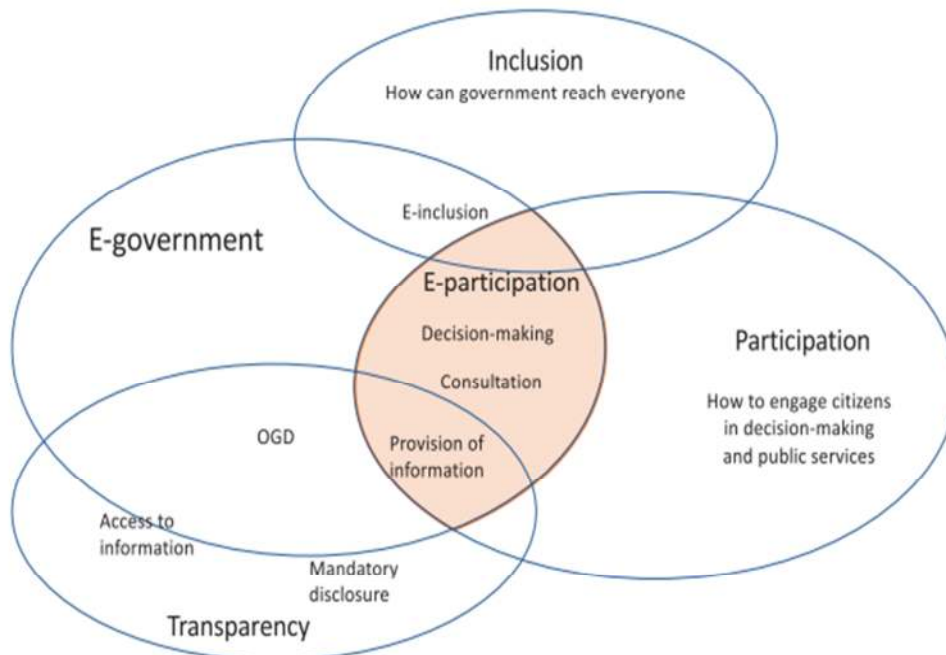 Inclusion
How can government reach everyone
E-inclusion
E-government
E-participation
Decision-making
Consultation
Provision of
information
Participation
How to engage citizens
in decision-making
and public services
OGD
Access to
information
Mandatory
disclosure
Transparency